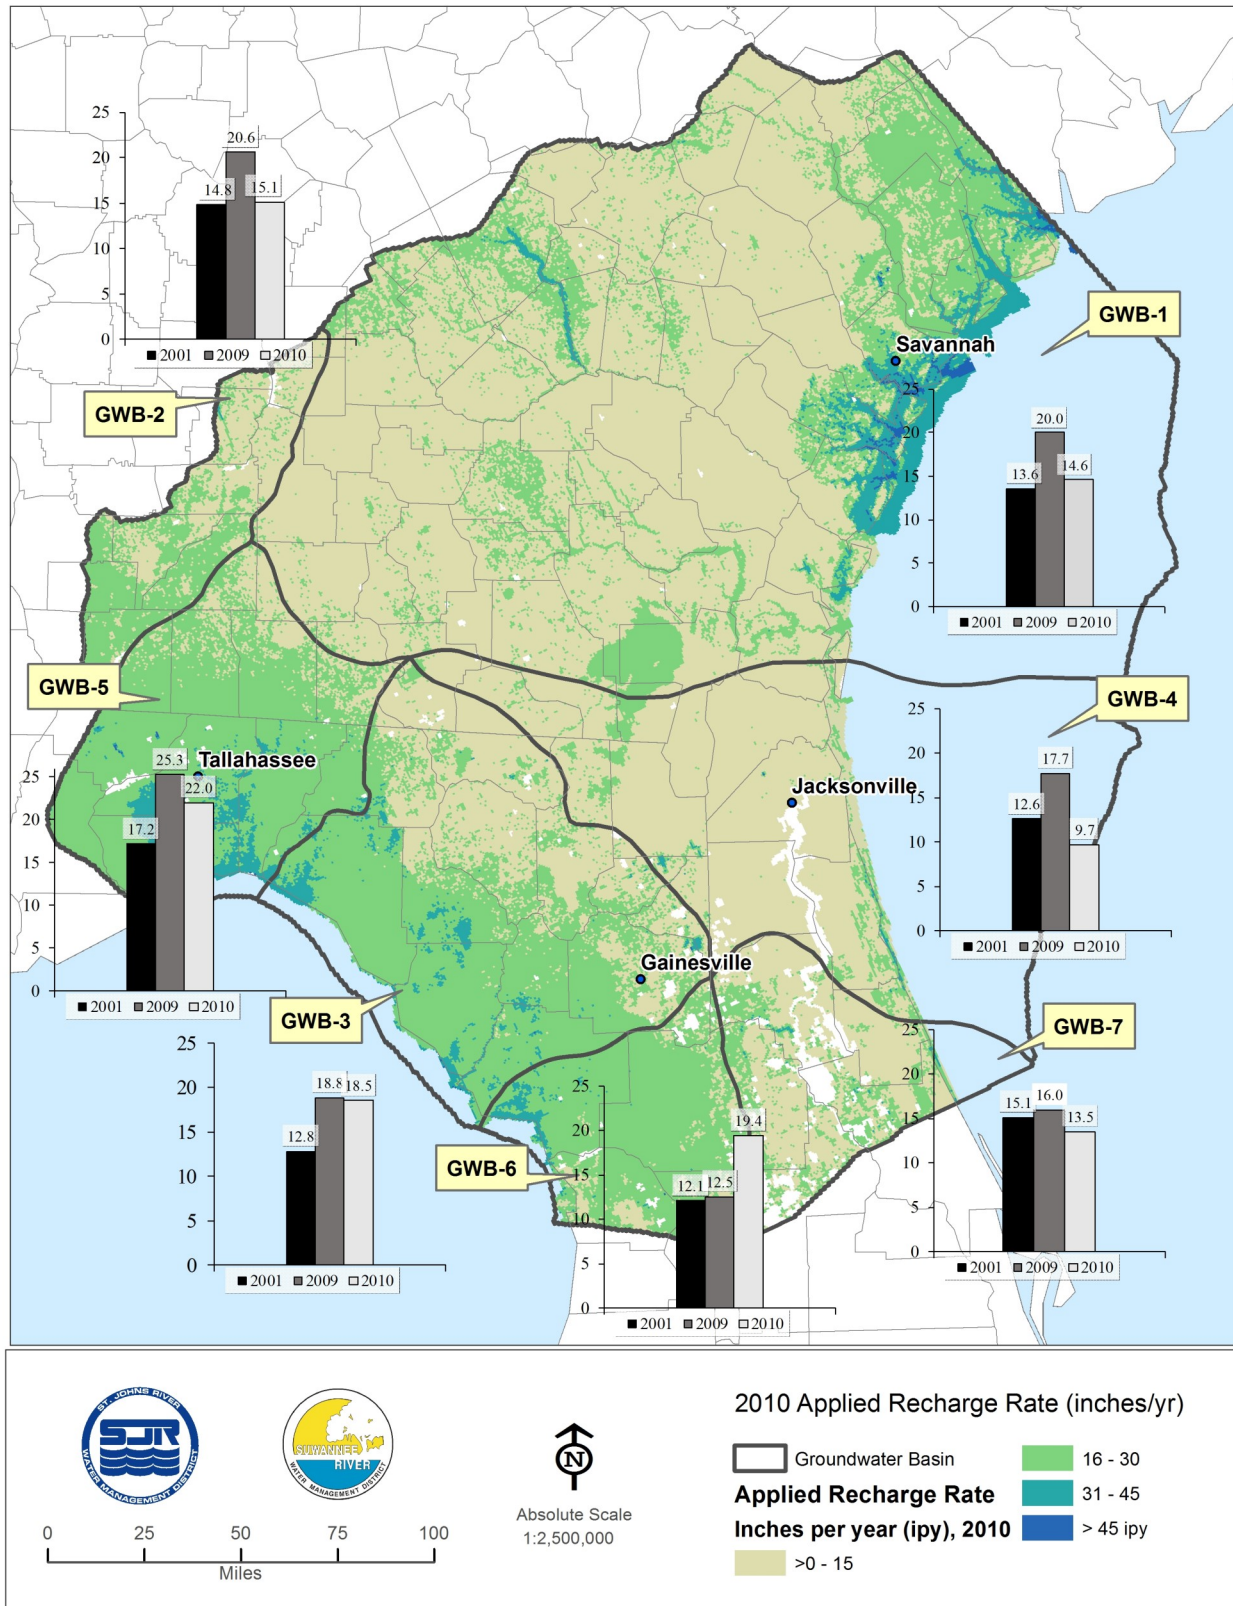 25
20
15
10
5
0
14.8
20.6
15.1
2001 2009 2010
GWB-1
Savannah
GWB-2
25
20
15
10
5
0
13.6
20.0
14.6
2001 2009 2010
GWB-5
GWB-4
Tallahassee
25
20
15
10
5
0
17.2
25.3
22.0
2001 2009 2010
Jacksonville
25
20
15
10
5
0
12.6
17.7
9.7
2001 2009 2010
Gainesville
GWB-3
GWB-7
25
20
15
10
5
0
12.8
18.8
18.5
2001 2009 2010
GWB-6
25
20
15
10
5
0
12.1
12.5
19.4
2001 2009 2010
25
20
15
10
5
0
15.1
16.0
13.5
2001 2009 2010
ST. JOHNS RIVER
SJR
WATER MANAGEMENT DISTRICT
SUWANNEE
RIVER
WATER MANAGEMENT DISTRICT
N
Absolute Scale
1:2,500,000
0 25 50 75 100
Miles
2010 Applied Recharge Rate (inches/yr)
Groundwater Basin
Applied Recharge Rate
Inches per year (ipy), 2010
>0 - 15
16 - 30
31 - 45
> 45 ipy